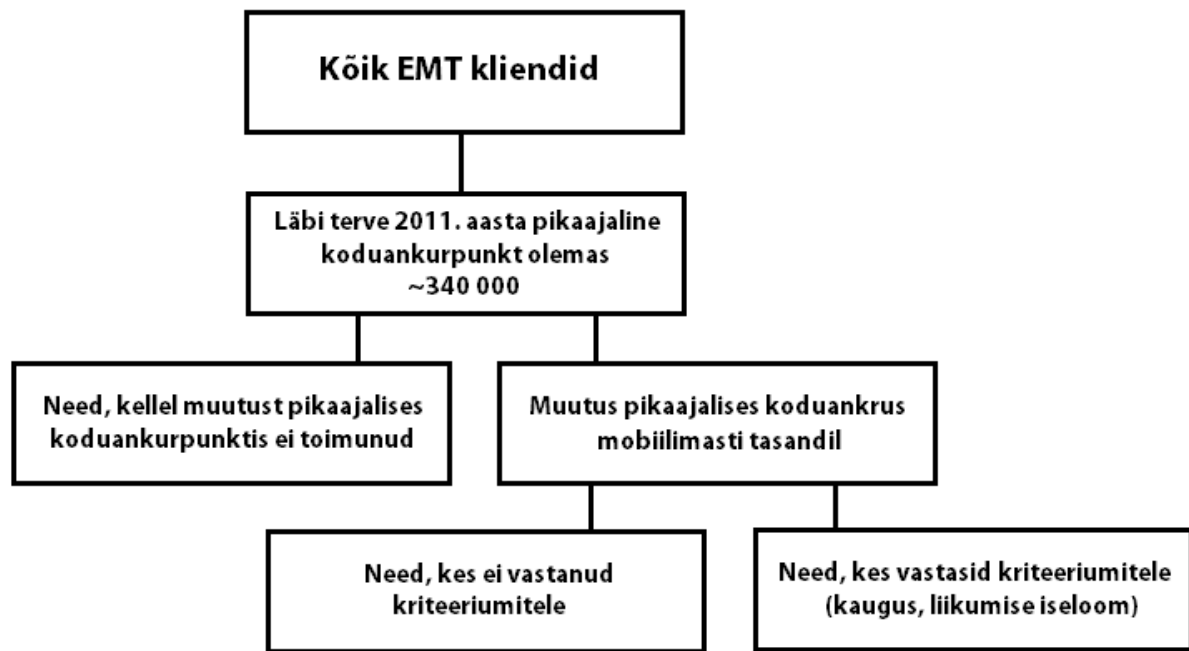 Kõik EMT kliendid
Läbi terve 2011. aasta pikaajaline
koduankurpunkt olemas
~340 000
Need, kellel muutust pikaajalises
koduankurpunktis ei toimunud
Muutus pikaajalises koduankrus
mobiilimasti tasandil
Need, kes ei vastanud
kriteeriumitele
Need, kes vastasid kriteeriumitele
(kaugus, liikumise iseloom)